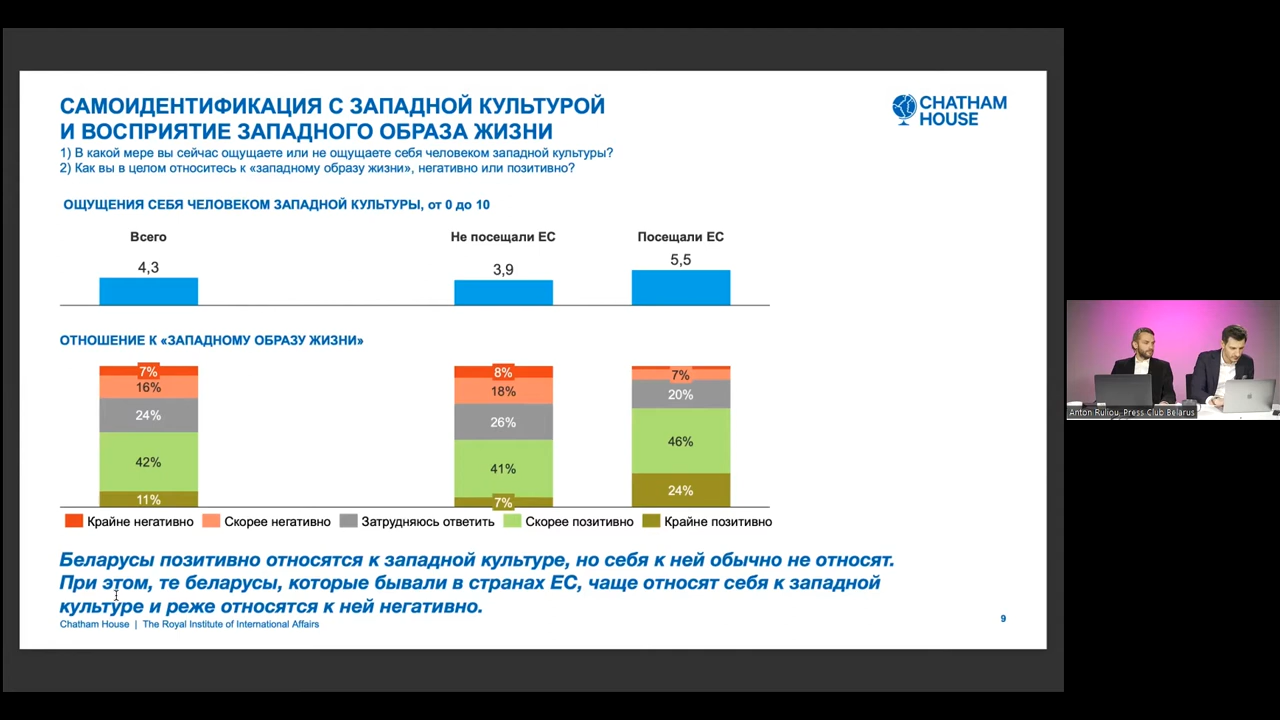 САМОИДЕНТИФИКАЦИЯ С ЗАПАДНОЙ КУЛЬТУРОЙ
И ВОСПРИЯТИЕ ЗАПАДНОГО ОБРАЗА ЖИЗНИ
CHATHAM
HOUSE
1) В какой мере вы сейчас ощущаете или не ощущаете себя человеком западной культуры?
2) Как вы в целом относитесь к «западному образу жизни», негативно или позитивно?
ОЩУЩЕНИЯ СЕБЯ ЧЕЛОВЕКОМ ЗАПАДНОЙ КУЛЬТУРЫ, от 0 до 10
Всего Не посещали ЕС Посещали ЕС
4,3 3,9 5,5
ОТНОШЕНИЕ К «ЗАПАДНОМУ ОБРАЗУ ЖИЗНИ»
7% 8% 7%
16% 18% 20%
24% 26% 46%
42% 41% 24%
11% 7%
Крайне негативно Скорее негативно Затрудняюсь ответить Скорее позитивно Крайне позитивно
Беларусы позитивно относятся к западной культуре, но себя к ней обычно не относят.
При этом, те беларусы, которые бывали в странах ЕС, чаще относят себя к западной
культуре и реже относятся к ней негативно.
Chatham House | The Royal Institute of International Affairs
9
Anton Ruliou, Press Club Belarus